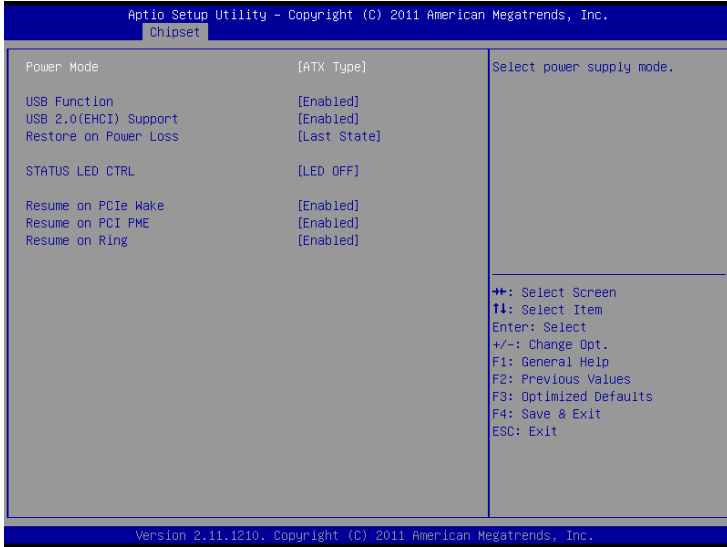 Aptio Setup Utility – Copyright (C) 2011 American Megatrends, Inc.
Chipset
Power Mode [ATX Type]
USB Function [Enabled]
USB 2.0(EHCI) Support [Enabled]
Restore on Power Loss [Last State]
STATUS LED CTRL [LED OFF]
Resume on PCIe Wake [Enabled]
Resume on PCI PME [Enabled]
Resume on Ring [Enabled]
Select power supply mode.
→←: Select Screen
↑↓: Select Item
Enter: Select
+/-: Change Opt.
F1: General Help
F2: Previous Values
F3: Optimized Defaults
F4: Save & Exit
ESC: Exit
Version 2.11.1210. Copyright (C) 2011 American Megatrends, Inc.